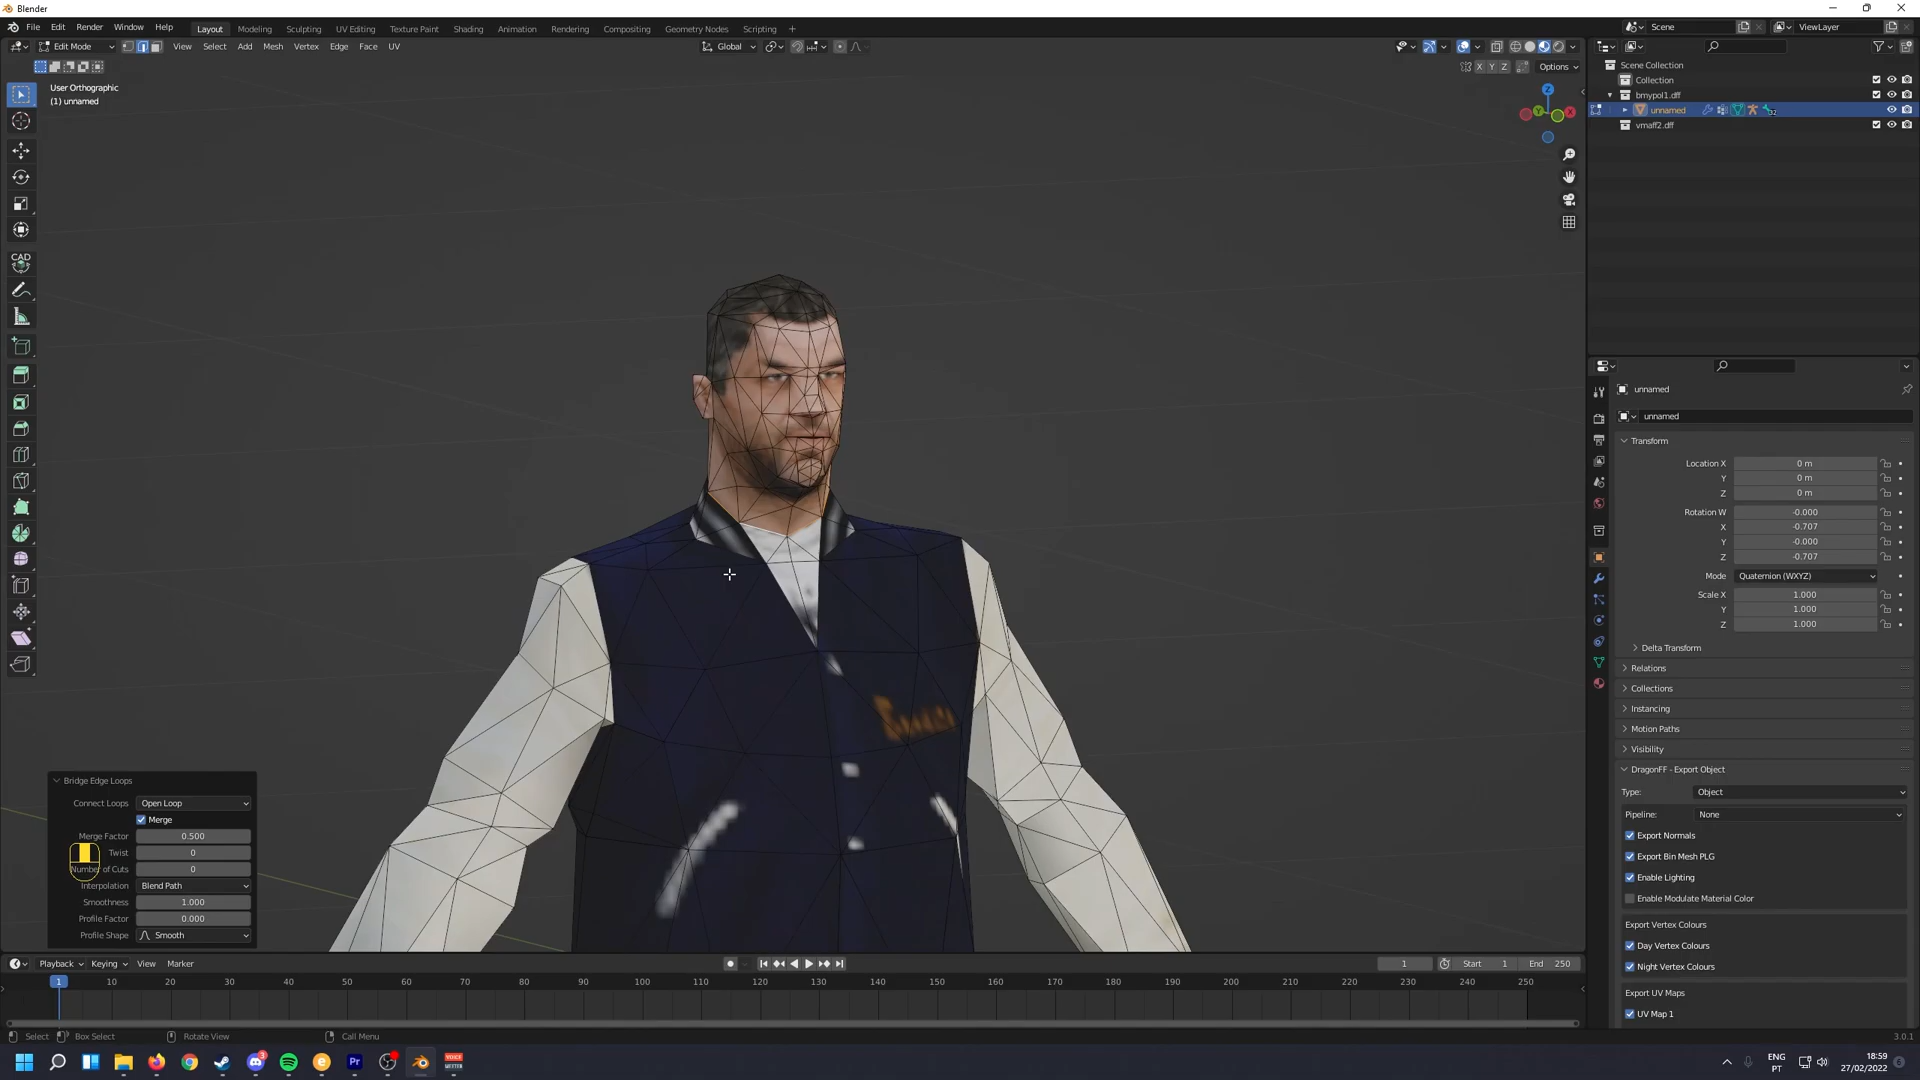 Blender
File Edit Render Window Help Layout Modeling Sculpting UV Editing Texture Paint Shading Animation Rendering Compositing Geometry Nodes Scripting + Scene ViewLayer
Edit Mode View Select Add Mesh Vertex Edge Face UV Global
X Y Z Options
User Orthographic
(1) unnamed
Scene Collection
Collection
bmypol1.dff
unnamed
vmaff2.dff
Z
Y
X
CAD
unnamed
unnamed
Transform
Location X 0 m
Y 0 m
Z 0 m
Rotation W -0.000
X -0.707
Y -0.000
Z -0.707
Mode Quaternion (WXYZ)
Scale X 1.000
Y 1.000
Z 1.000
Delta Transform
Relations
Collections
Instancing
Motion Paths
Visibility
DragonFF - Export Object
Type: Object
Pipeline: None
Export Normals
Export Bin Mesh PLG
Enable Lighting
Enable Modulate Material Color
Export Vertex Colours
Day Vertex Colours
Night Vertex Colours
Export UV Maps
UV Map 1
Bridge Edge Loops
Connect Loops Open Loop
Merge
Merge Factor 0.500
Twist 0
Number of Cuts 0
Interpolation Blend Path
Smoothness 1.000
Profile Factor 0.000
Profile Shape Smooth
Playback Keying View Marker 1 Start 1 End 250
1 10 20 30 40 50 60 70 80 90 100 110 120 130 140 150 160 170 180 190 200 210 220 230 240 250
Select Box Select Rotate View Call Menu 3.0.1
ENG
PT
18:59
27/02/2022
Pr